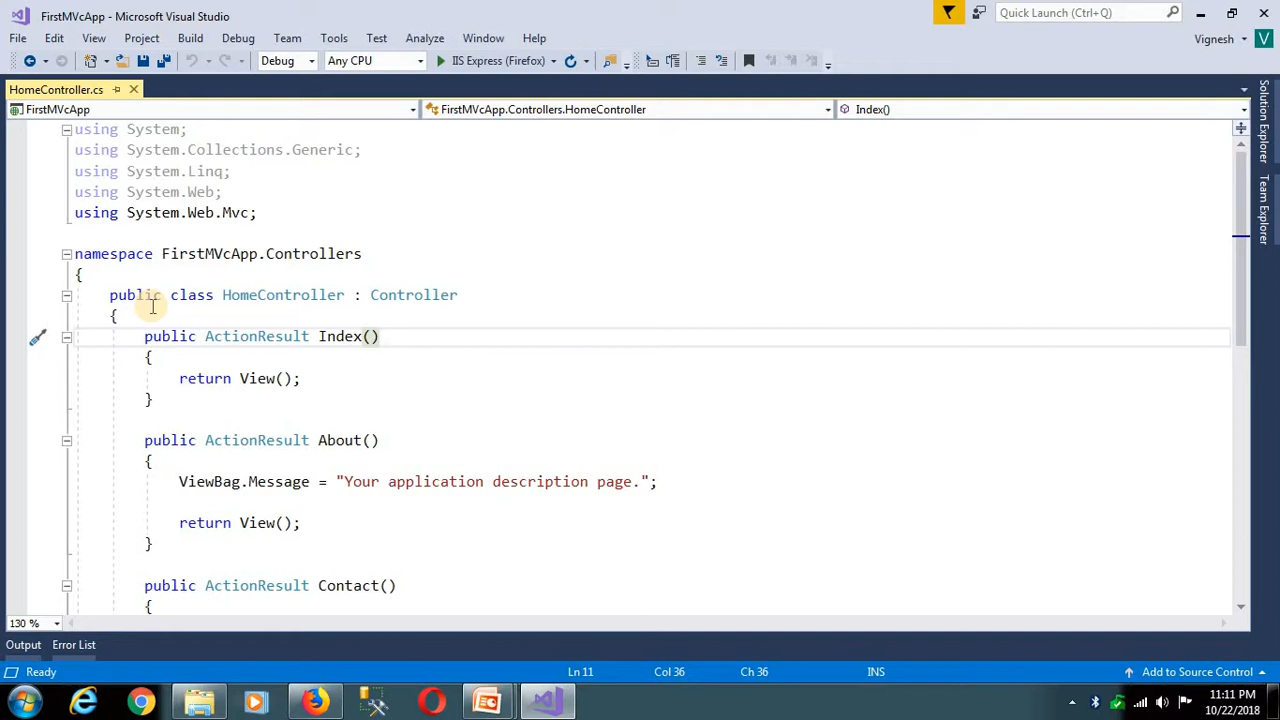 FirstMVcApp - Microsoft Visual Studio
Quick Launch (Ctrl+Q)
File Edit View Project Build Debug Team Tools Test Analyze Window Help
Vignesh V
Debug Any CPU IIS Express (Firefox)
HomeController.cs
FirstMVcApp FirstMVcApp.Controllers.HomeController Index()
Solution Explorer
Team Explorer
using System;
using System.Collections.Generic;
using System.Linq;
using System.Web;
using System.Web.Mvc;
namespace FirstMVcApp.Controllers
{
public class HomeController : Controller
{
public ActionResult Index()
{
return View();
}
public ActionResult About()
{
ViewBag.Message = "Your application description page.";
return View();
}
public ActionResult Contact()
{
130 %
Output Error List
Ready Ln 11 Col 36 Ch 36 INS Add to Source Control
11:11 PM
10/22/2018